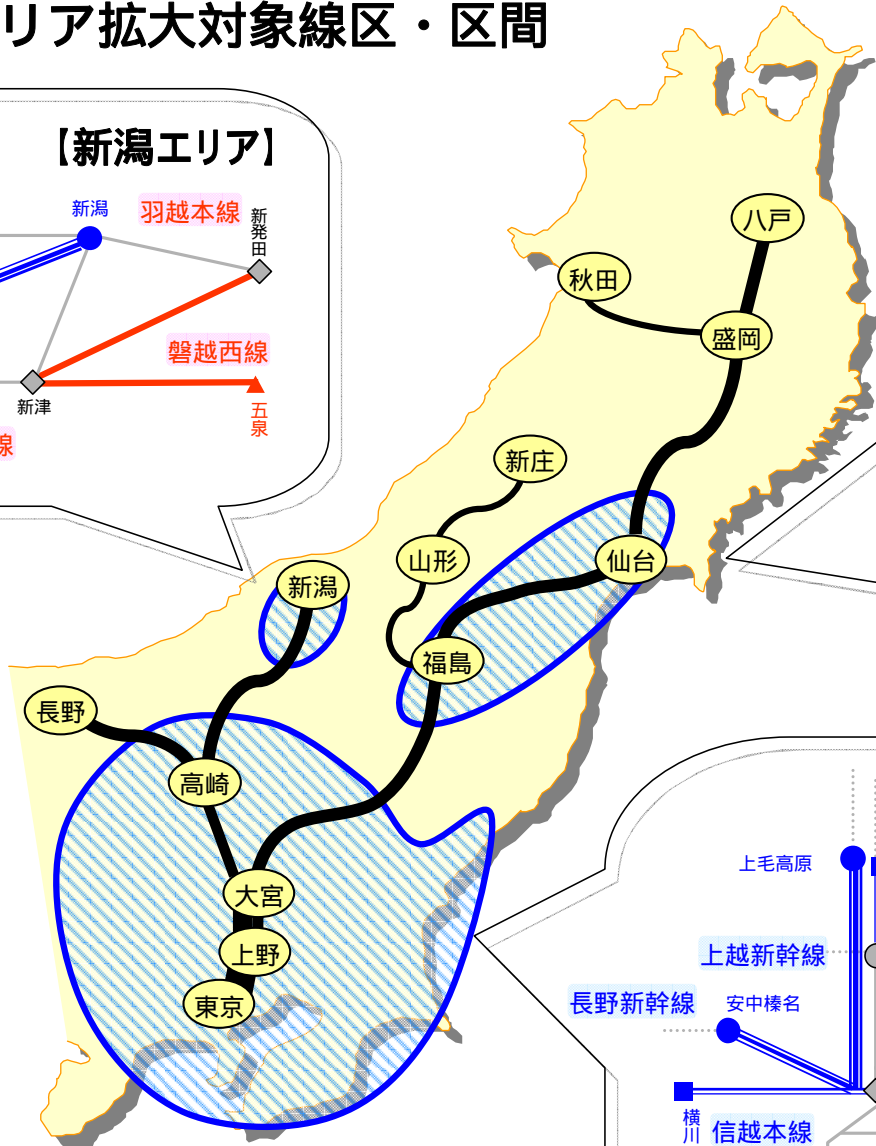 リア拡大対象線区・区間
【新潟エリア】
新潟
羽越本線
新発田
磐越西線
新津
五泉
線
八戸
秋田
盛岡
新庄
山形
仙台
新潟
福島
長野
高崎
大宮
上野
東京
上毛高原
上越新幹線
長野新幹線
安中榛名
横川
信越本線